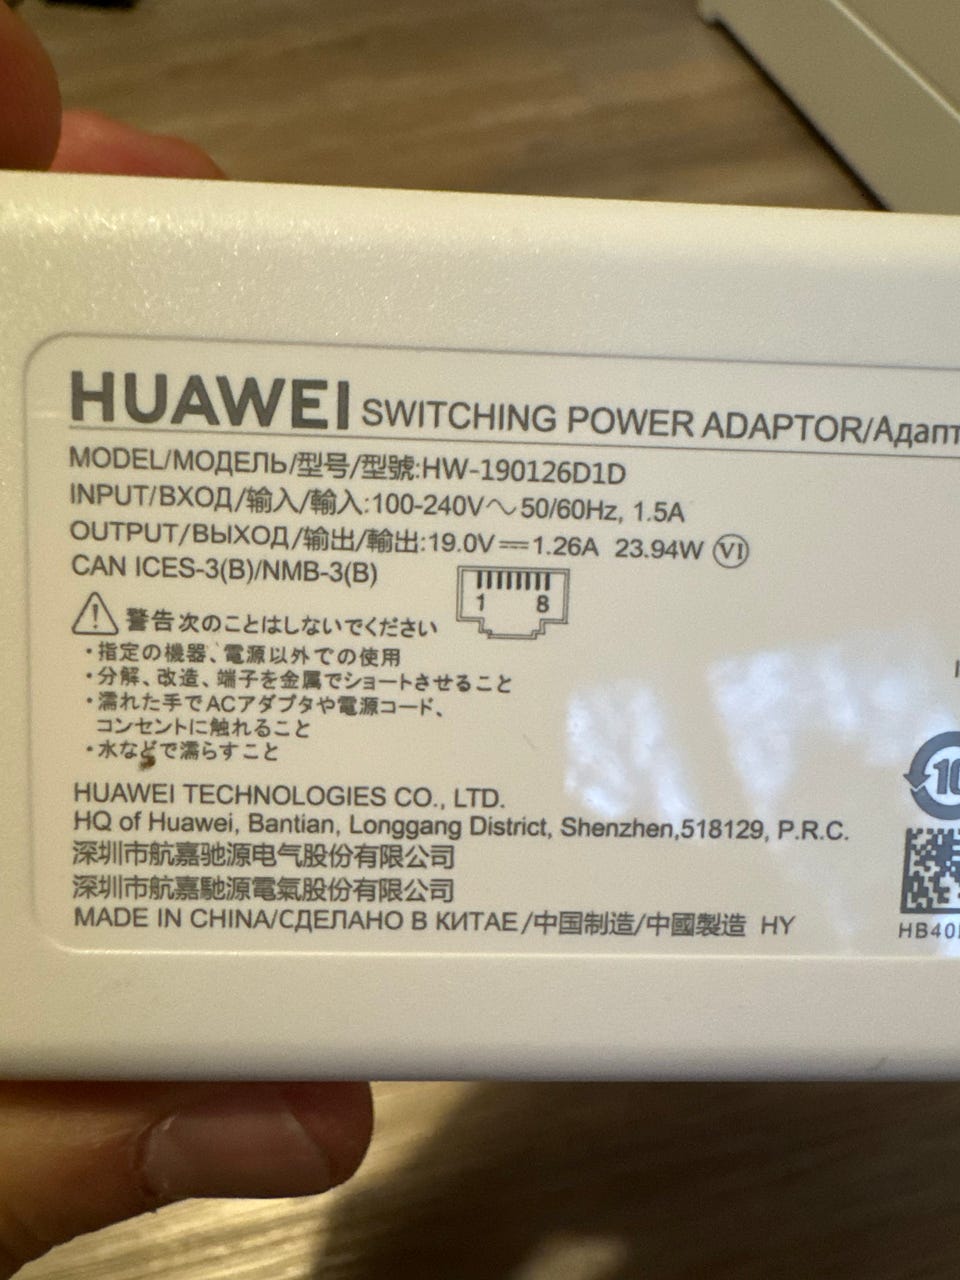 HUAWEI SWITCHING POWER ADAPTOR/Адапт
MODEL/МОДЕЛЬ/型号/型號:HW-190126D1D
INPUT/ВХОД/输入/輸入:100-240V～50/60Hz, 1.5A
OUTPUT/ВЫХОД/输出/輸出:19.0V⎓1.26A 23.94W VI
CAN ICES-3(B)/NMB-3(B)
1 8
警告次のことはしないでください
・指定の機器、電源以外での使用
・分解、改造、端子を金属でショートさせること
・濡れた手でACアダプタや電源コード、
コンセントに触れること
・水などで濡らすこと
10
HUAWEI TECHNOLOGIES CO., LTD.
HQ of Huawei, Bantian, Longgang District, Shenzhen,518129, P.R.C.
深圳市航嘉驰源电气股份有限公司
深圳市航嘉馳源電氣股份有限公司
MADE IN CHINA/СДЕЛАНО В КИТАЕ/中国制造/中國製造 HY
HB40